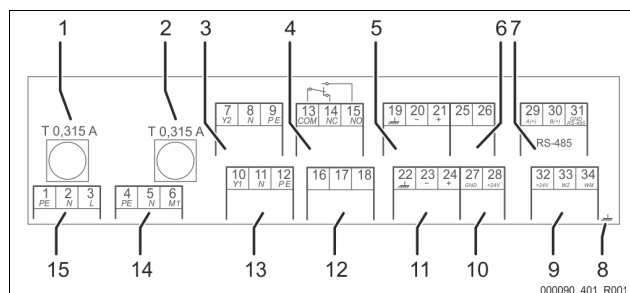 1 2 3 4 5 6 7
T 0,315 A T 0,315 A
7 8 9 13 14 15 19 20 21 25 26 29 30 31
Y2 N PE COM NC NO - + A(+) B(+) GND RS-485
RS-485
10 11 12 16 17 18 22 23 24 27 28 32 33 34
Y1 N PE - + GND +24V +24V WZ WM
1 2 3 4 5 6
PE N L PE N M1
15 14 13 12 11 10 9 8
000090_401_R001